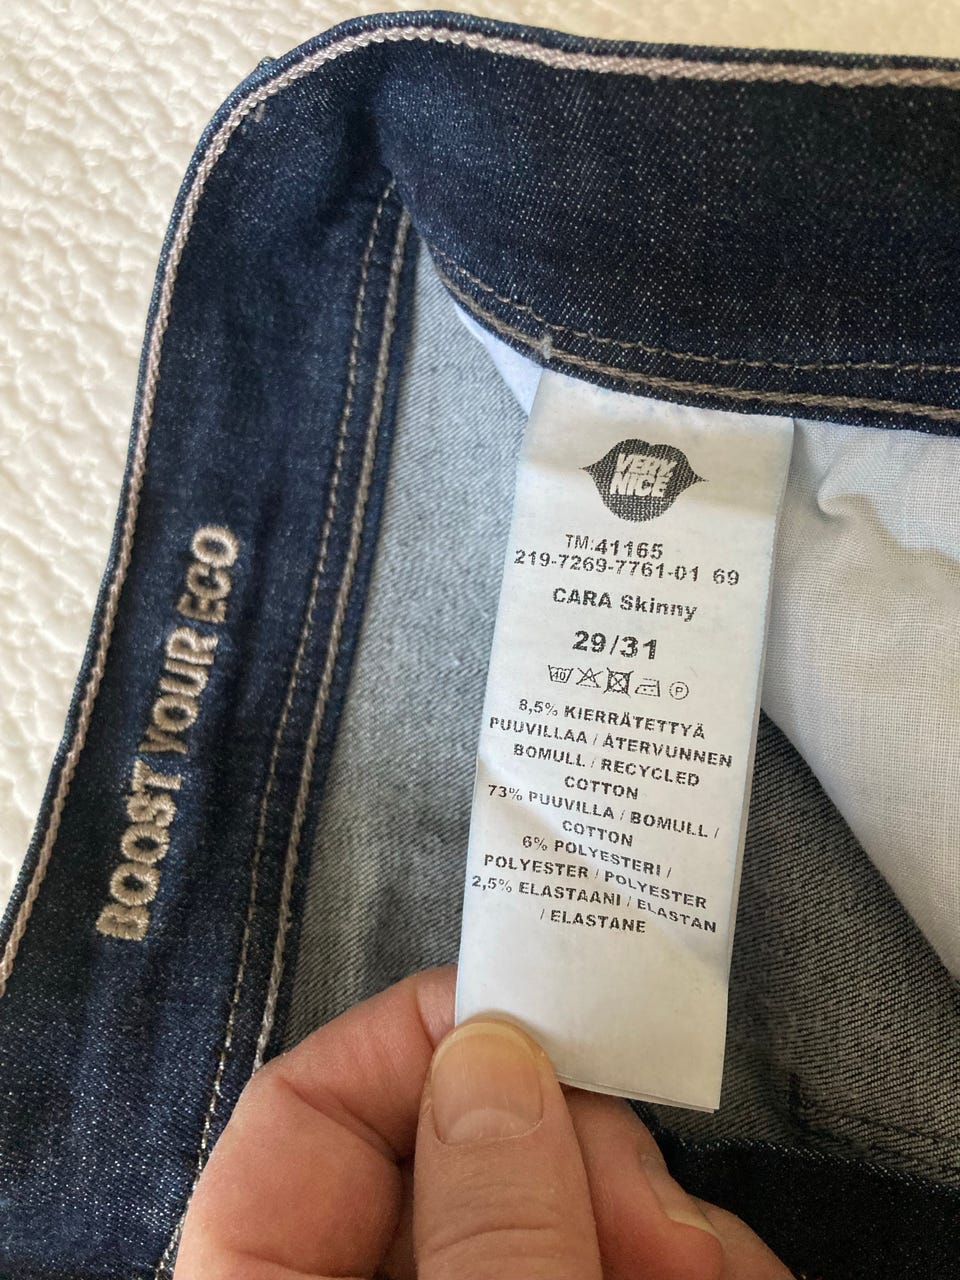 BOOST YOUR ECO
VERY
NICE
TM:41165
219-7269-7761-01 69
CARA Skinny
29/31
40
P
8,5% KIERRÄTETTYÄ
PUUVILLAA / ÅTERVUNNEN
BOMULL / RECYCLED
COTTON
73% PUUVILLA / BOMULL /
COTTON
6% POLYESTERI /
POLYESTER / POLYESTER
2,5% ELASTAANI / ELASTAN
/ ELASTANE